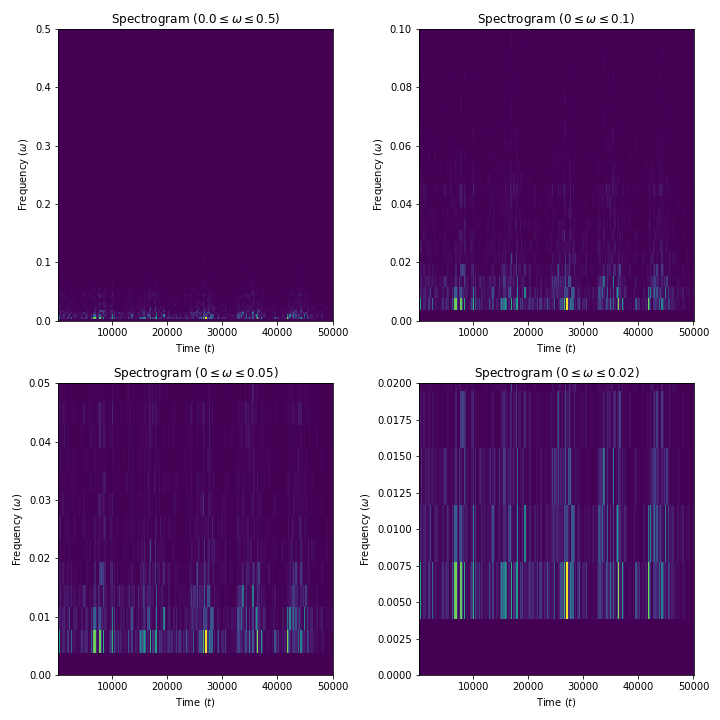 Spectrogram (0.0 ≤ ω ≤ 0.5)
Frequency (ω)
0.5
0.4
0.3
0.2
0.1
0.0
10000 20000 30000 40000 50000
Time (t)
Spectrogram (0 ≤ ω ≤ 0.1)
Frequency (ω)
0.10
0.08
0.06
0.04
0.02
0.00
10000 20000 30000 40000 50000
Time (t)
Spectrogram (0 ≤ ω ≤ 0.05)
Frequency (ω)
0.05
0.04
0.03
0.02
0.01
0.00
10000 20000 30000 40000 50000
Time (t)
Spectrogram (0 ≤ ω ≤ 0.02)
Frequency (ω)
0.0200
0.0175
0.0150
0.0125
0.0100
0.0075
0.0050
0.0025
0.0000
10000 20000 30000 40000 50000
Time (t)